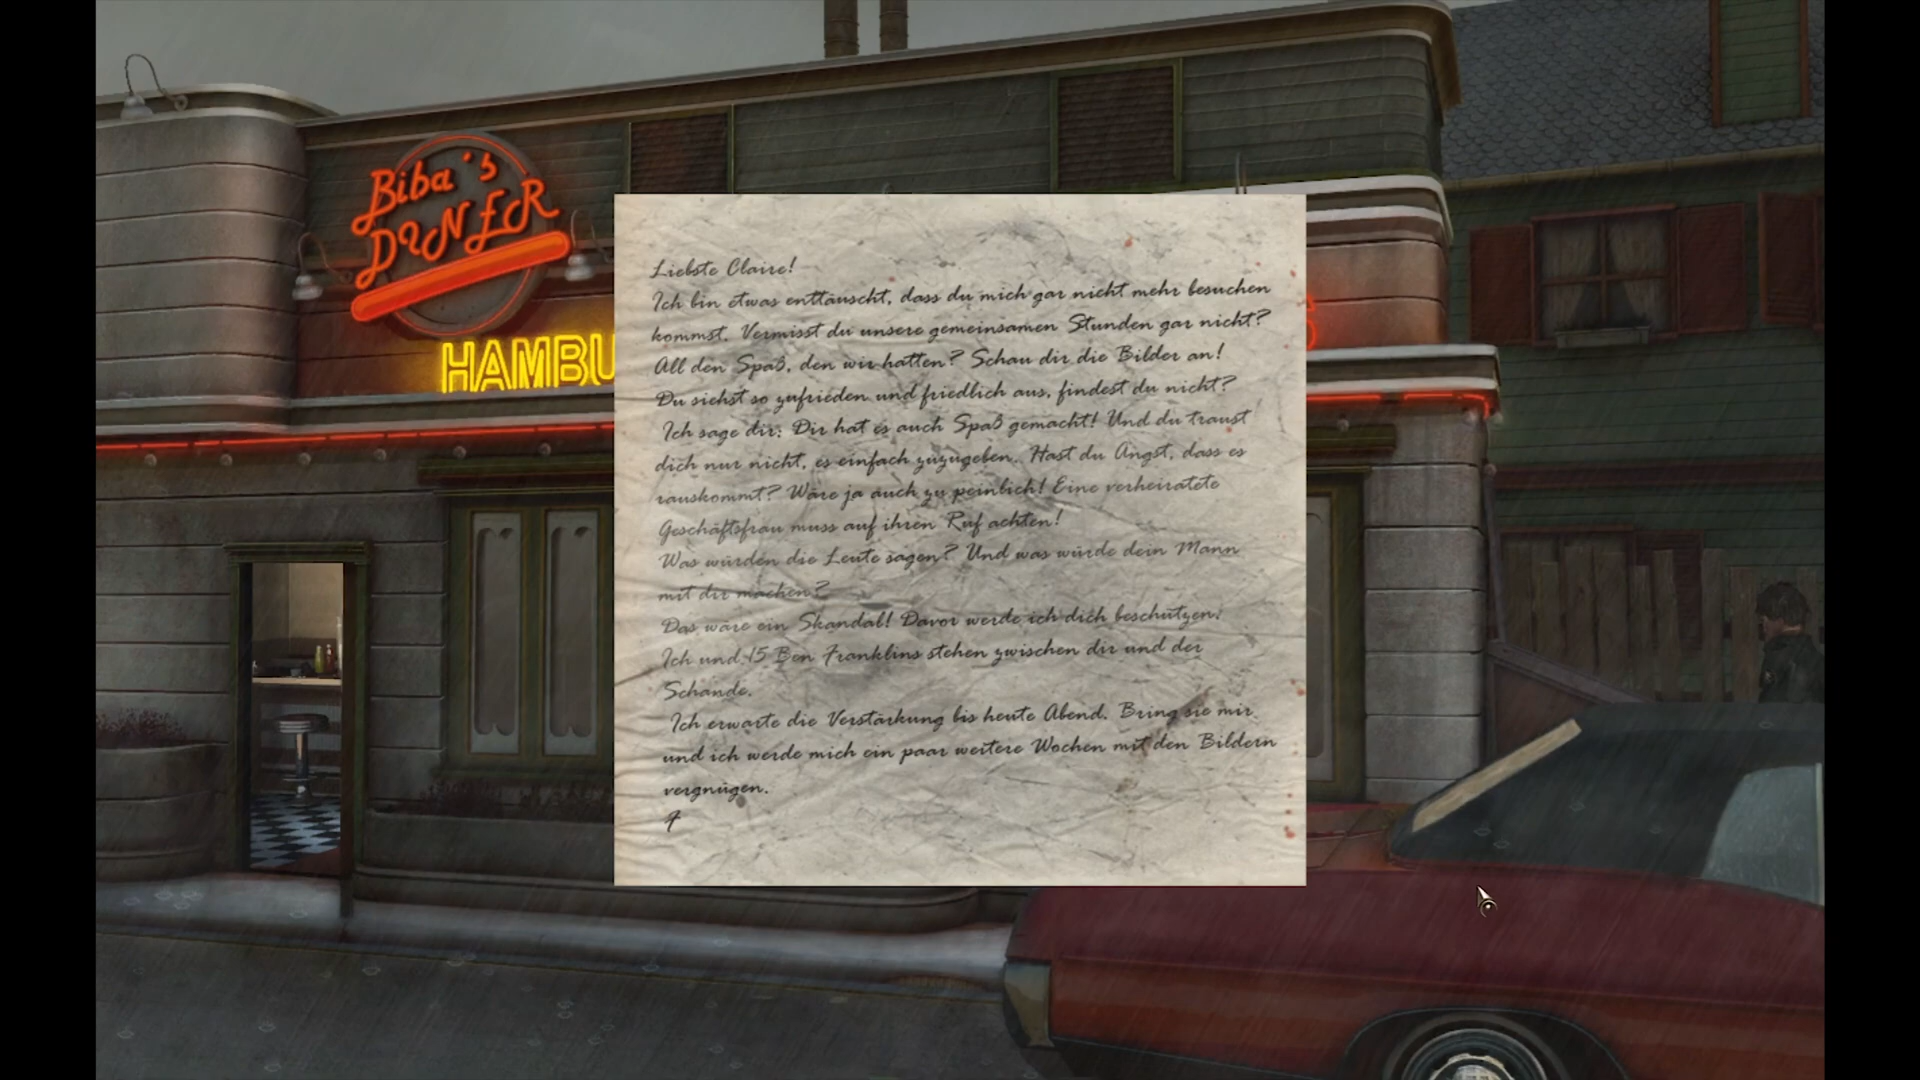 Biba's
DINER
HAMBU
Liebste Claire!
Ich bin etwas enttäuscht, dass du mich gar nicht mehr besuchen
kommst. Vermisst du unsere gemeinsamen Stunden gar nicht?
All den Spaß, den wir hatten? Schau dir die Bilder an!
Du siehst so zufrieden und friedlich aus, findest du nicht?
Ich sage dir: Dir hat es auch Spaß gemacht! Und du traust
dich nur nicht, es einfach zuzugeben. Hast du Angst, dass es
rauskommt? Wäre ja auch zu peinlich! Eine verheiratete
Geschäftsfrau muss auf ihren Ruf achten!
Was würden die Leute sagen? Und was würde dein Mann
mit dir machen?
Das wäre ein Skandal! Davor werde ich dich beschützen!
Ich und 15 Ben Franklins stehen zwischen dir und der
Schande.
Ich erwarte die Verstärkung bis heute Abend. Bring sie mir
und ich werde mich ein paar weitere Wochen mit den Bildern
vergnügen.
F